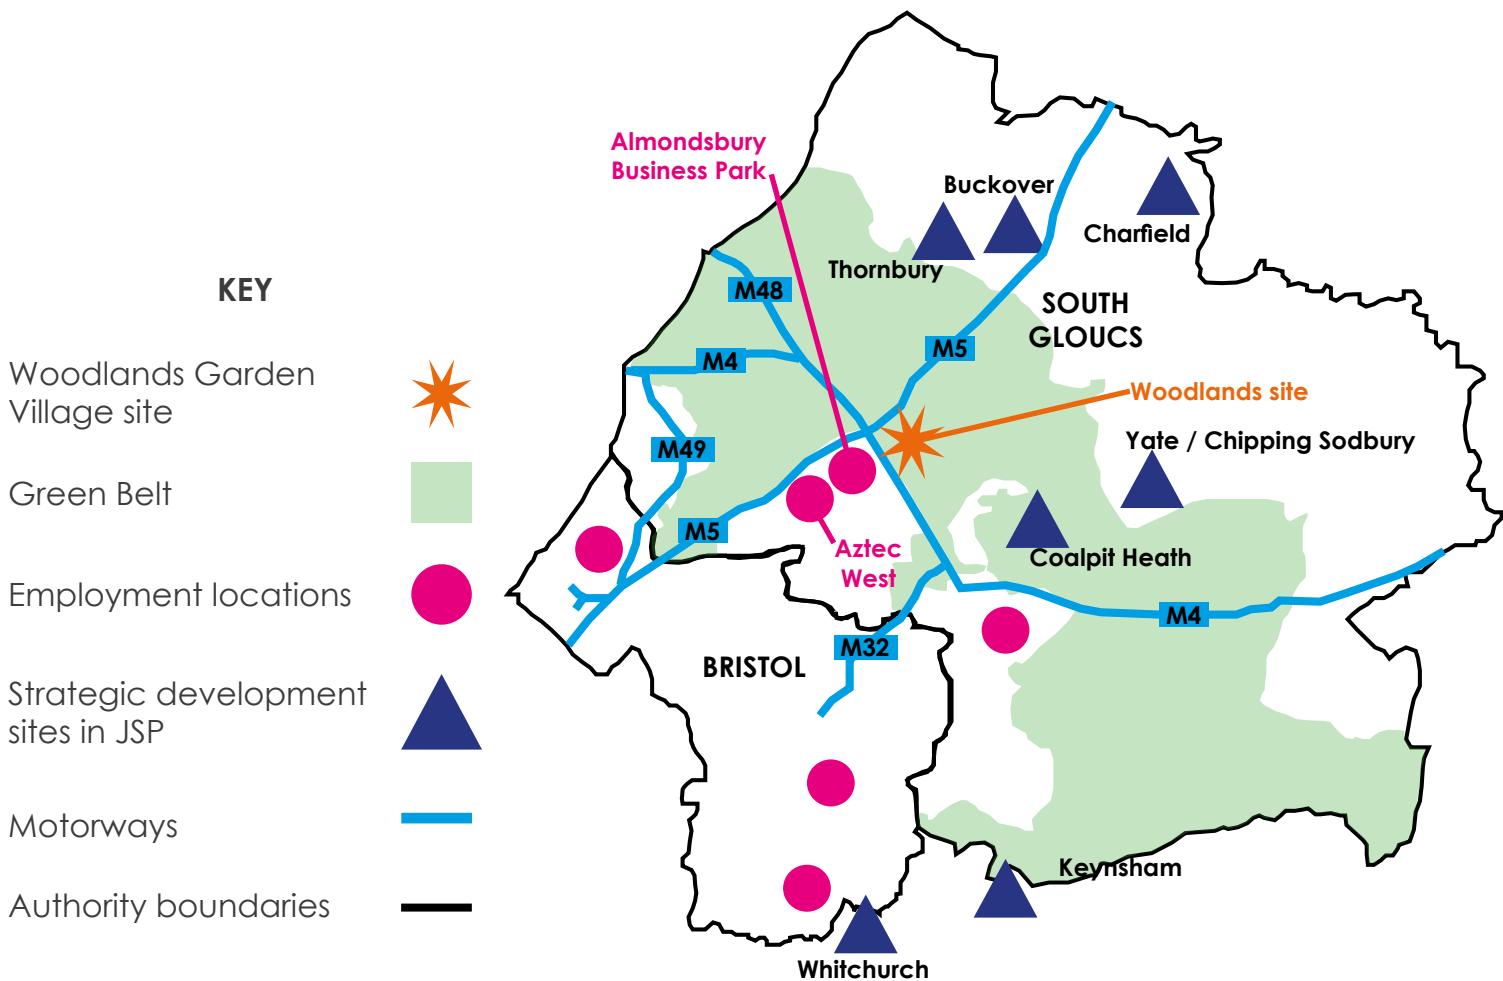 KEY
Woodlands Garden
Village site
Green Belt
Employment locations
Strategic development
sites in JSP
Motorways
Authority boundaries
Almondsbury
Business Park
Buckover
Charfield
Thornbury
M48
SOUTH
GLOUCS
M5
M4
Woodlands site
Yate / Chipping Sodbury
M49
M5
Aztec
West
Coalpit Heath
M4
M32
BRISTOL
Keynsham
Whitchurch